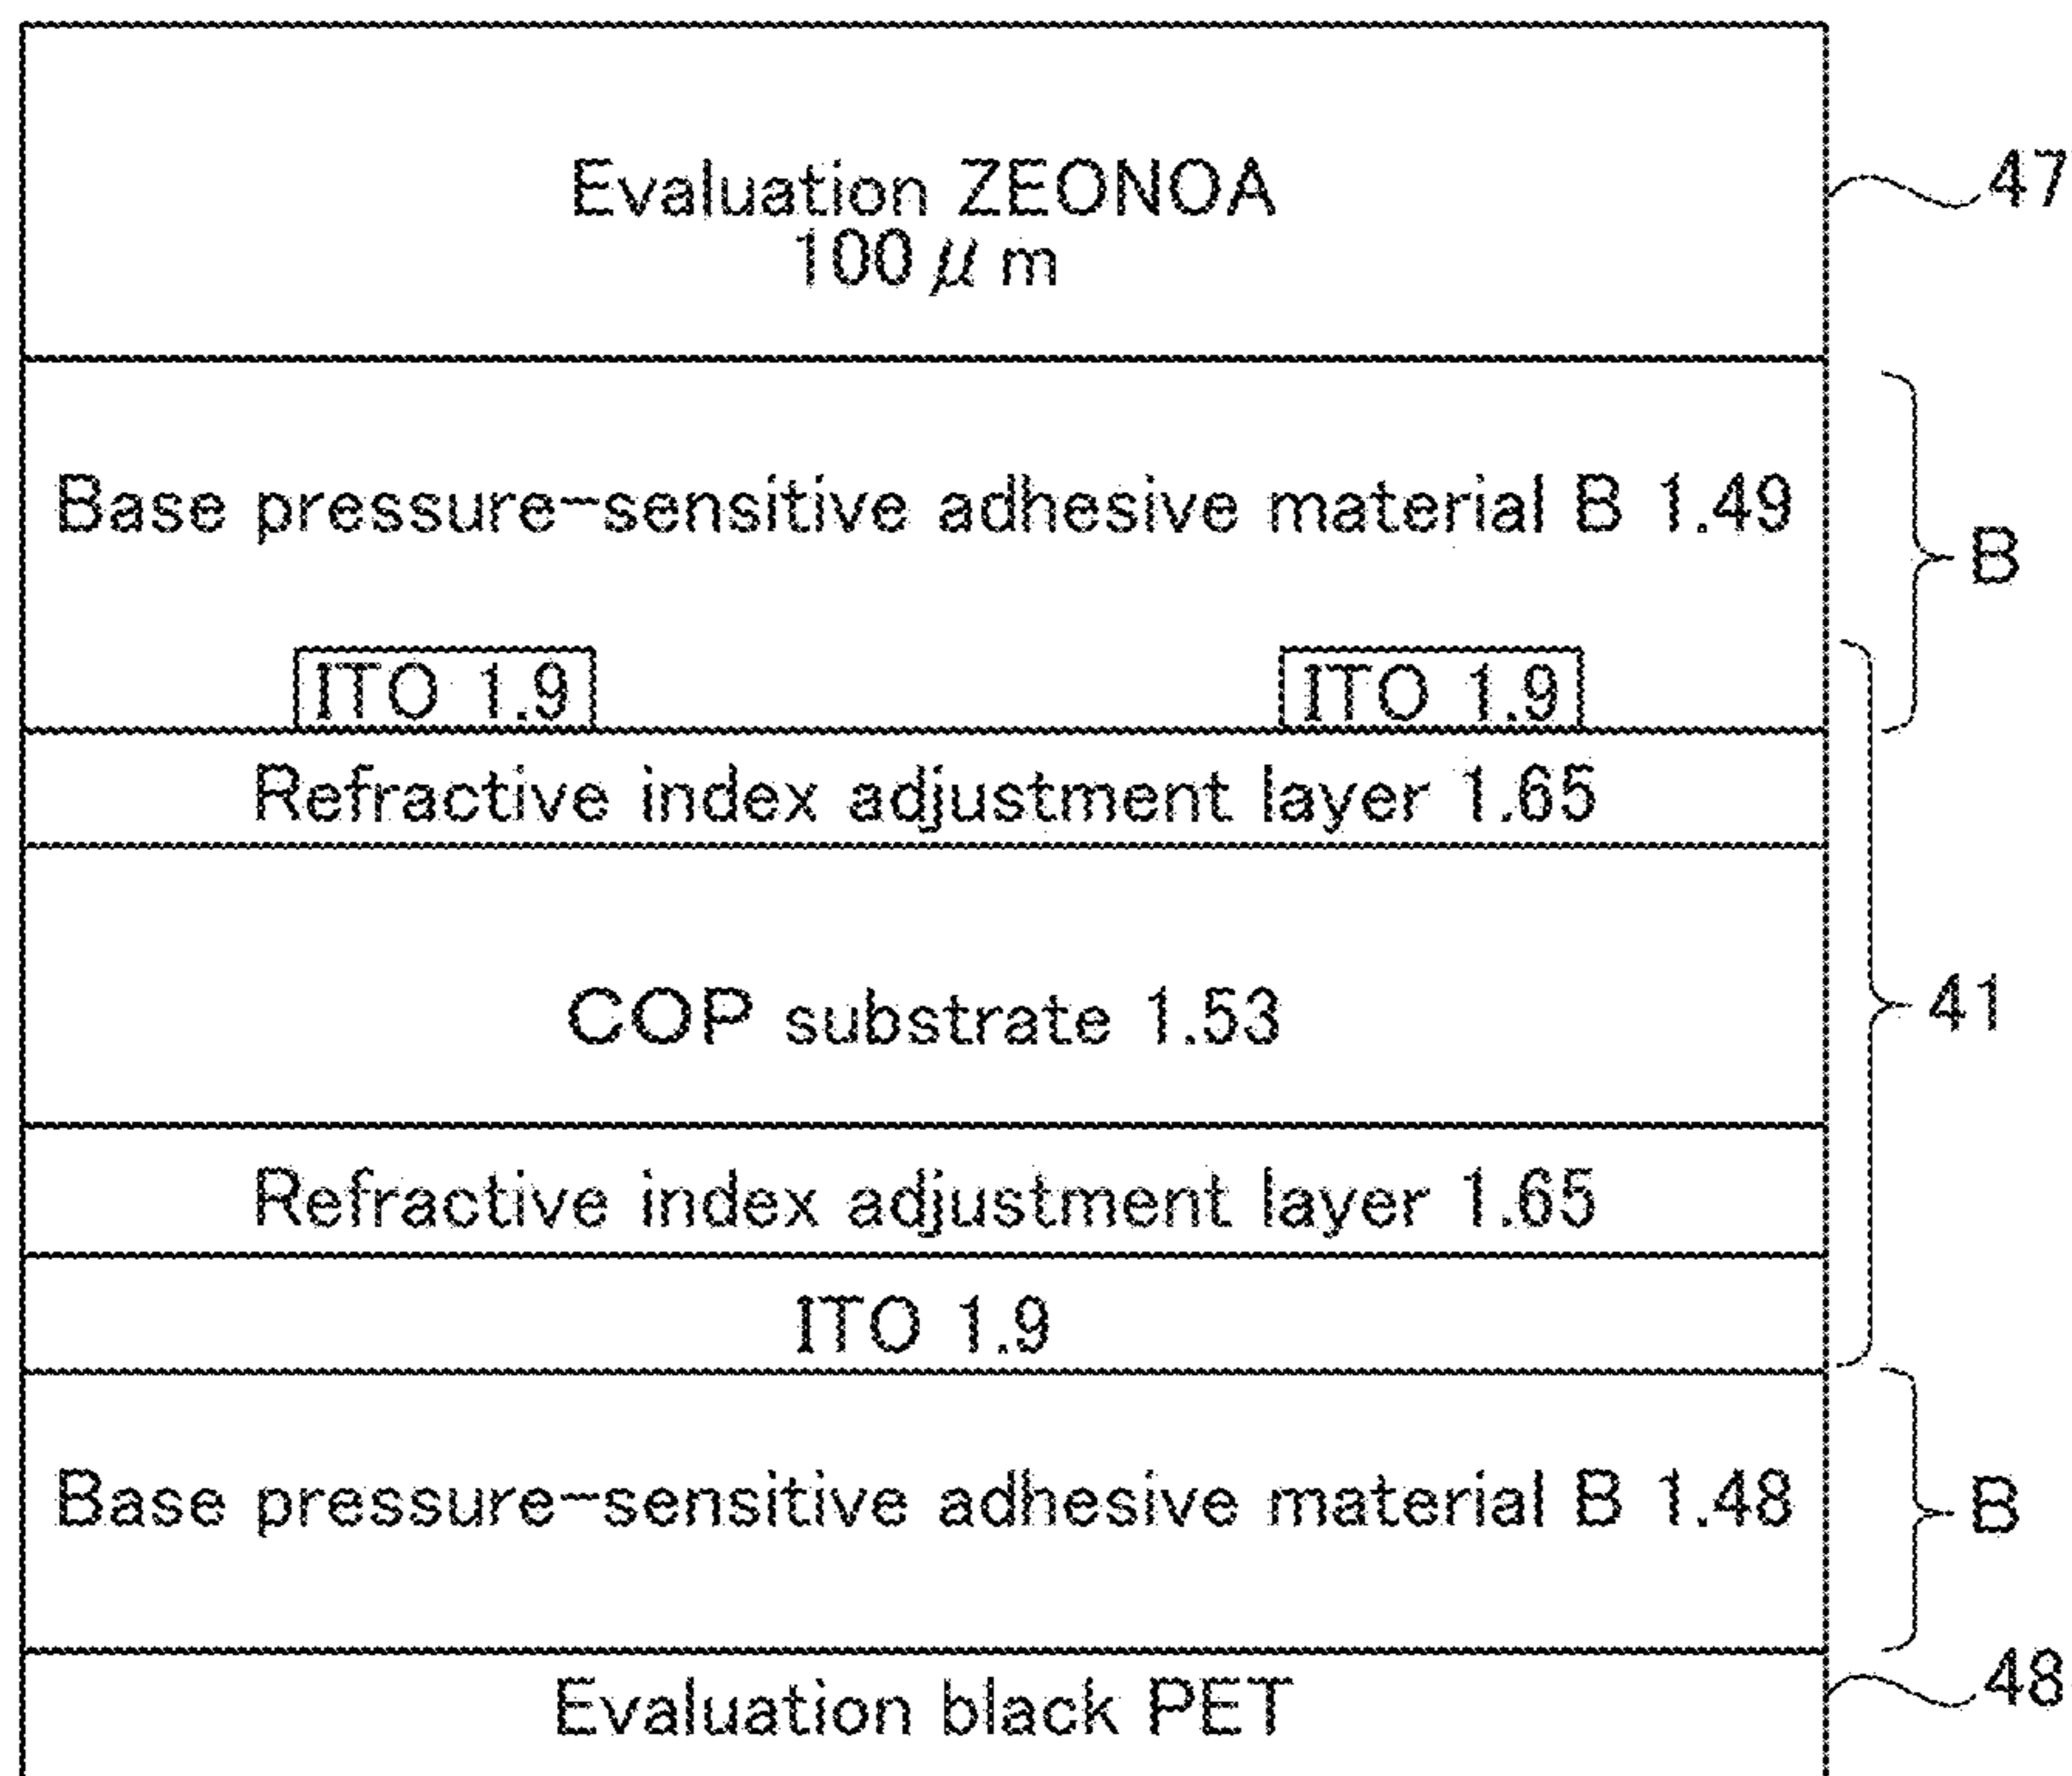 Evaluation ZEONOA
100μm
47
Base pressure-sensitive adhesive material B 1.49
B
ITO 1.9
ITO 1.9
Refractive index adjustment layer 1.65
COP substrate 1.53
41
Refractive index adjustment layer 1.65
ITO 1.9
Base pressure-sensitive adhesive material B 1.48
B
Evaluation black PET
48